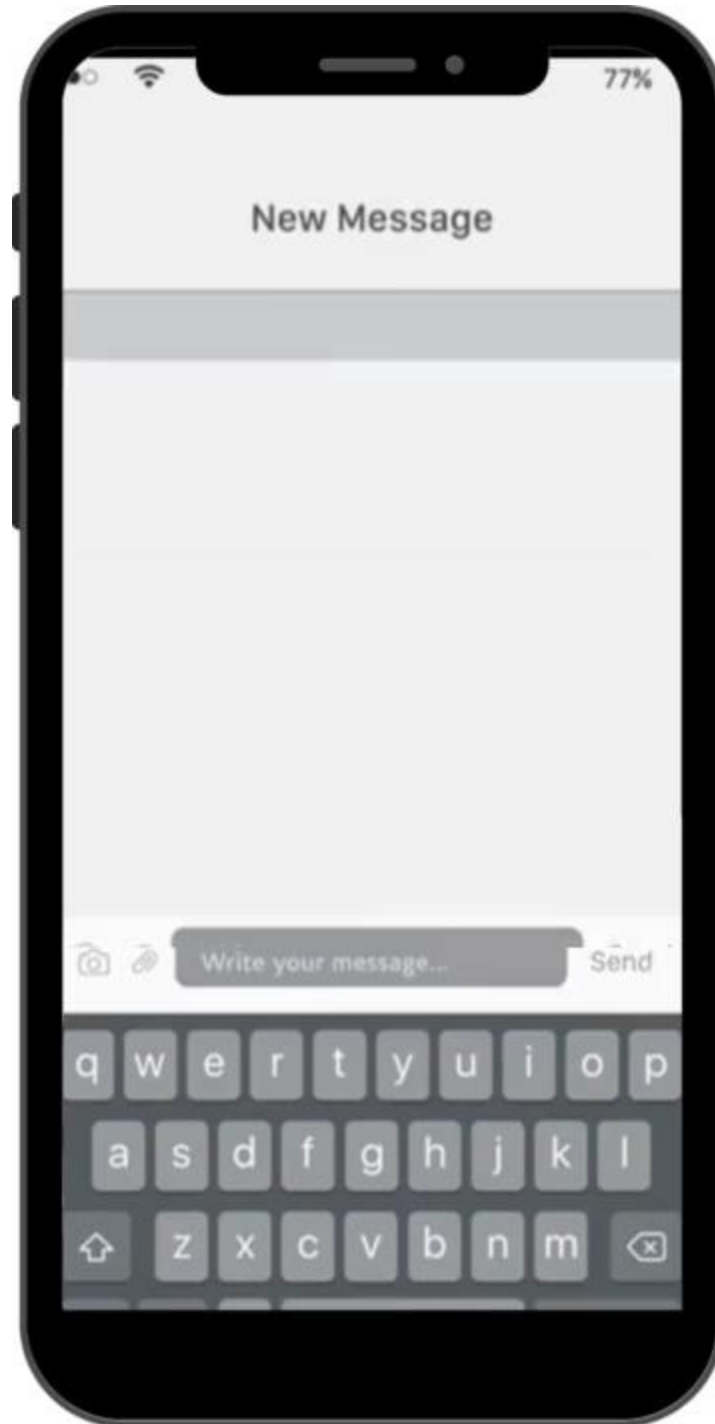 77%
New Message
Write your message...
Send
q w e r t y u i o p
a s d f g h j k l
z x c v b n m